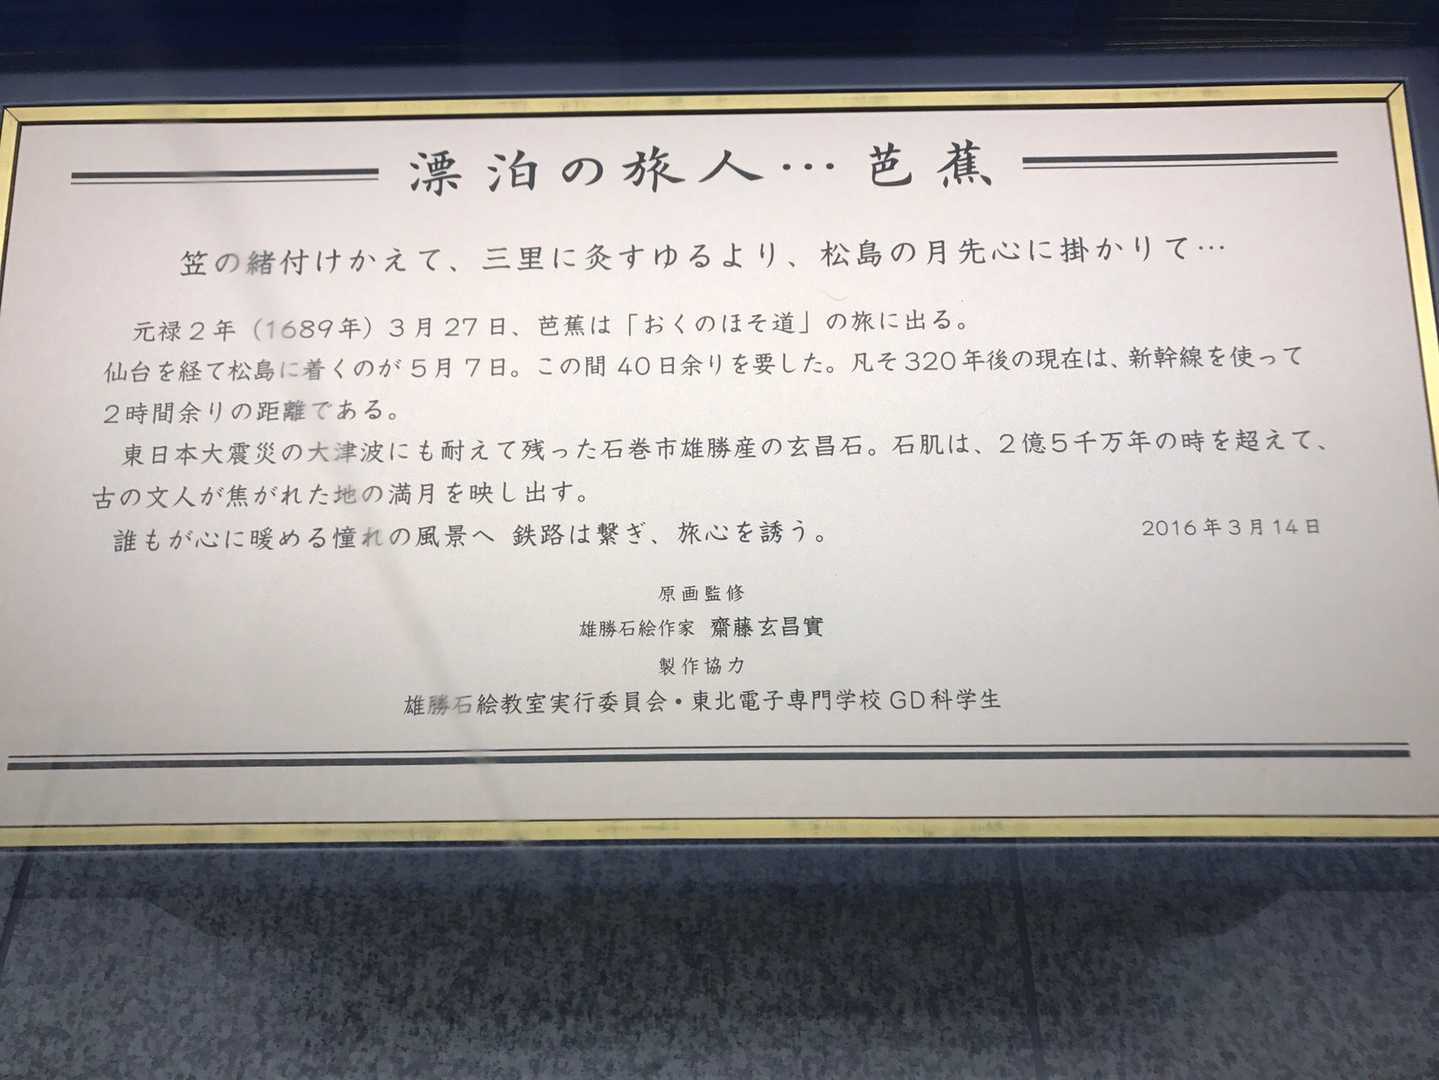 漂泊の旅人…芭蕉
笠の緒付けかえて、三里に灸すゆるより、松島の月先心に掛かりて…
元禄２年（1689年）３月27日、芭蕉は「おくのほそ道」の旅に出る。
仙台を経て松島に着くのが５月７日。この間40日余りを要した。凡そ320年後の現在は、新幹線を使って
２時間余りの距離である。
東日本大震災の大津波にも耐えて残った石巻市雄勝産の玄昌石。石肌は、２億５千万年の時を超えて、
古の文人が焦がれた地の満月を映し出す。
誰もが心に暖める憧れの風景へ 鉄路は繋ぎ、旅心を誘う。
2016年３月14日
原画監修
雄勝石絵作家 齋藤玄昌實
製作協力
雄勝石絵教室実行委員会・東北電子専門学校GD科学生